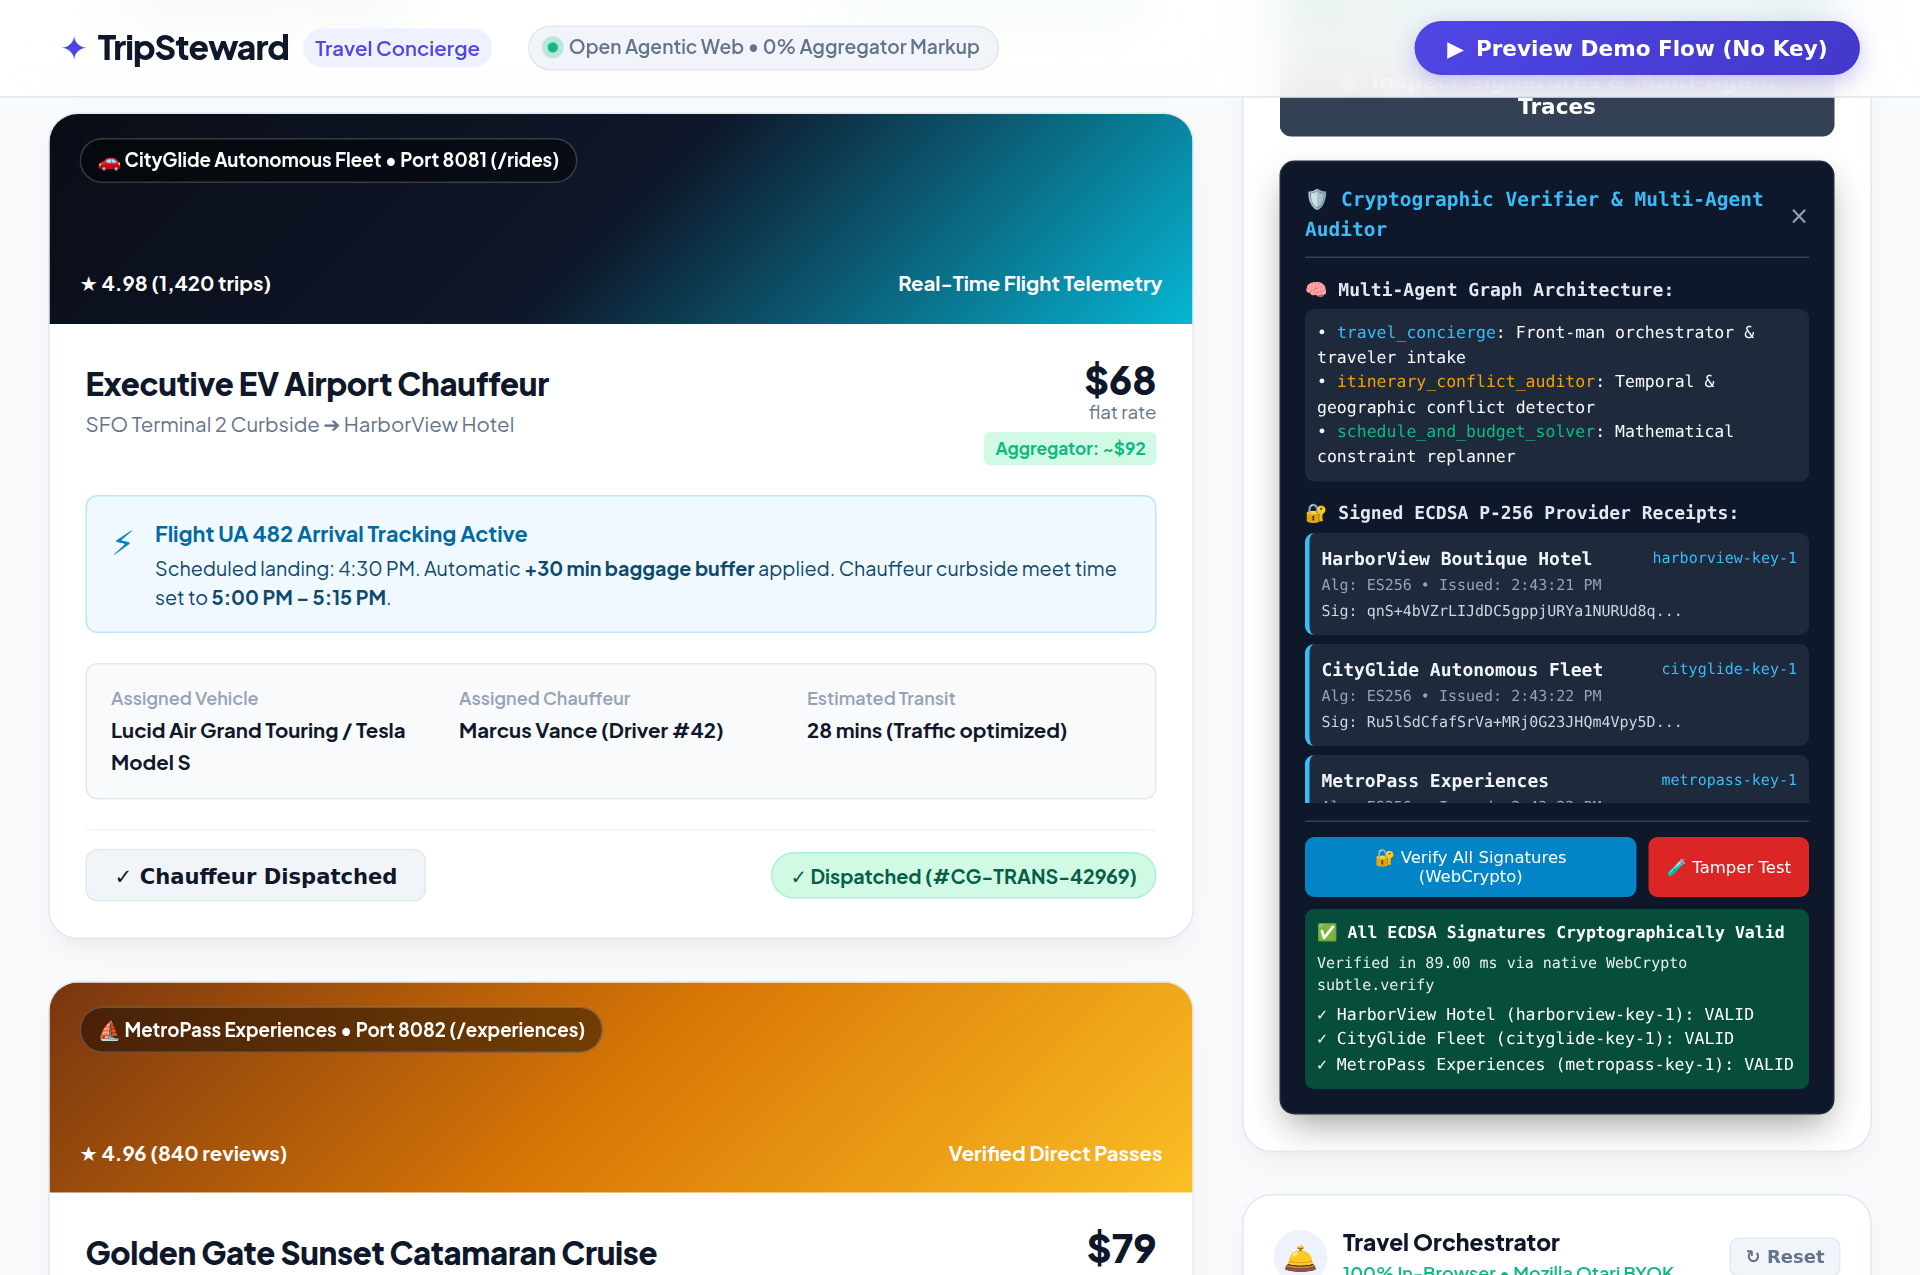 ✦ TripSteward Travel Concierge
Open Agentic Web • 0% Aggregator Markup
▶ Preview Demo Flow (No Key)
🚗 CityGlide Autonomous Fleet • Port 8081 (/rides)
★ 4.98 (1,420 trips)
Real-Time Flight Telemetry
Executive EV Airport Chauffeur
SFO Terminal 2 Curbside ➔ HarborView Hotel
$68
flat rate
Aggregator: ~$92
⚡ Flight UA 482 Arrival Tracking Active
Scheduled landing: 4:30 PM. Automatic +30 min baggage buffer applied. Chauffeur curbside meet time
set to 5:00 PM – 5:15 PM.
Assigned Vehicle
Lucid Air Grand Touring / Tesla
Model S
Assigned Chauffeur
Marcus Vance (Driver #42)
Estimated Transit
28 mins (Traffic optimized)
✓ Chauffeur Dispatched
✓ Dispatched (#CG-TRANS-42969)
⛵ MetroPass Experiences • Port 8082 (/experiences)
★ 4.96 (840 reviews)
Verified Direct Passes
Golden Gate Sunset Catamaran Cruise
$79
Inspect Signatures & Multi-Agent
Traces
🛡️ Cryptographic Verifier & Multi-Agent
Auditor
×
🧠 Multi-Agent Graph Architecture:
• travel_concierge: Front-man orchestrator &
traveler intake
• itinerary_conflict_auditor: Temporal &
geographic conflict detector
• schedule_and_budget_solver: Mathematical
constraint replanner
🔐 Signed ECDSA P-256 Provider Receipts:
HarborView Boutique Hotel harborview-key-1
Alg: ES256 • Issued: 2:43:21 PM
Sig: qnS+4bVZrLIJdDC5gppjURYa1NURUd8q...
CityGlide Autonomous Fleet cityglide-key-1
Alg: ES256 • Issued: 2:43:22 PM
Sig: Ru5lSdCfafSrVa+MRj0G23JHQm4Vpy5D...
MetroPass Experiences metropass-key-1
🔐 Verify All Signatures
(WebCrypto)
🧪 Tamper Test
✅ All ECDSA Signatures Cryptographically Valid
Verified in 89.00 ms via native WebCrypto
subtle.verify
✓ HarborView Hotel (harborview-key-1): VALID
✓ CityGlide Fleet (cityglide-key-1): VALID
✓ MetroPass Experiences (metropass-key-1): VALID
Travel Orchestrator
100% In-Browser • Mozilla Otari BYOK
↻ Reset